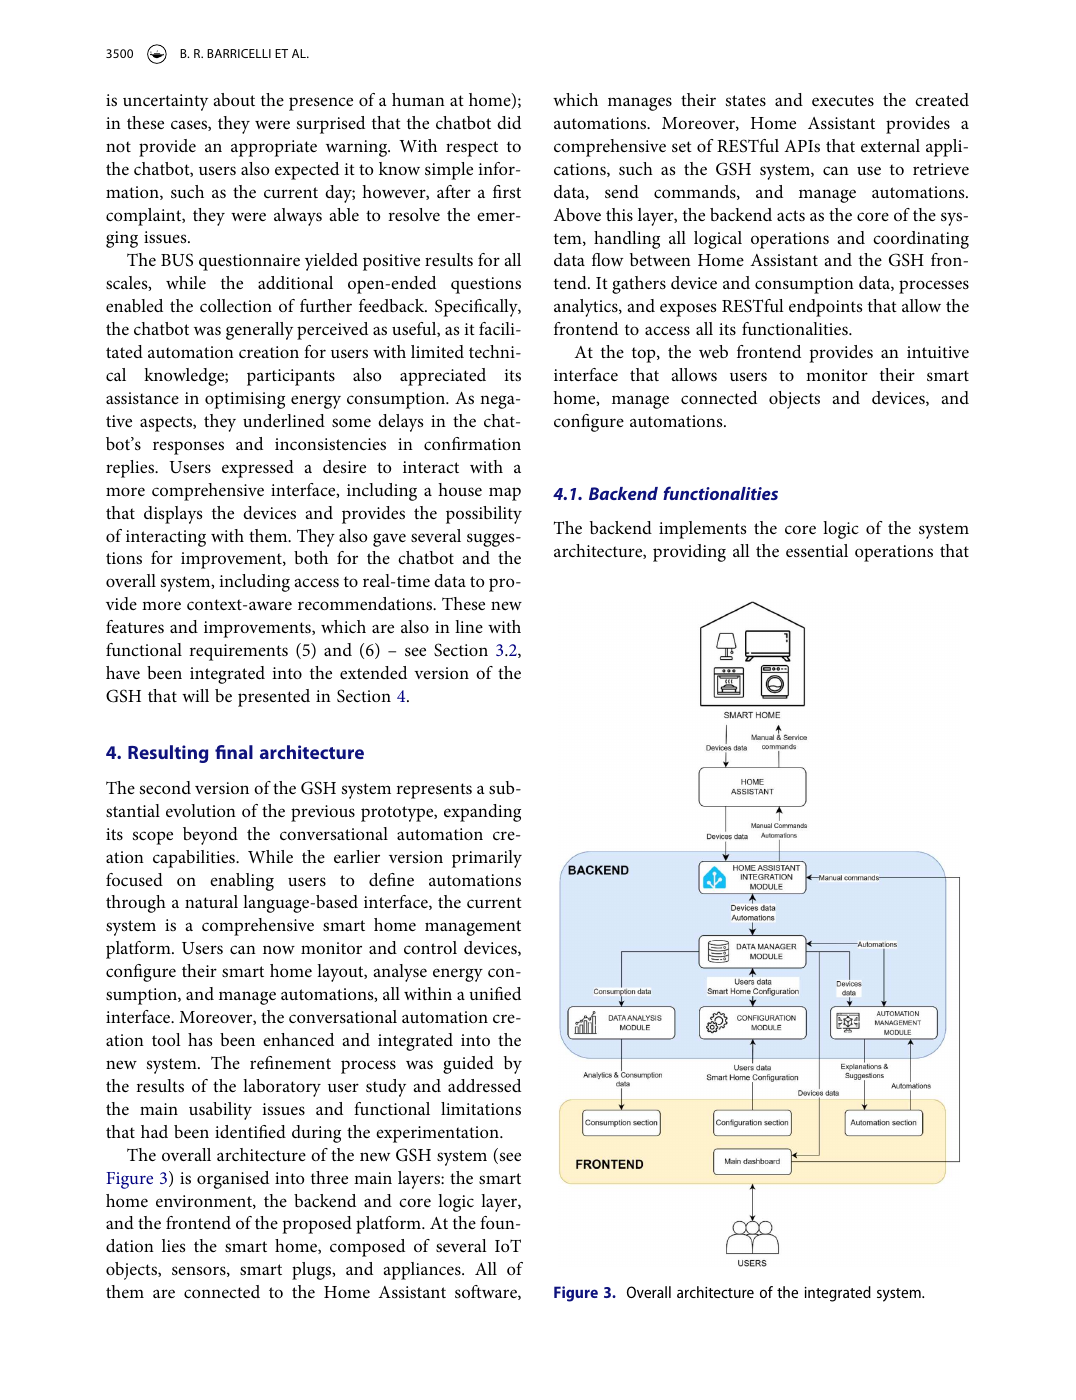 3500 B. R. BARRICELLI ET AL.
is uncertainty about the presence of a human at home);
in these cases, they were surprised that the chatbot did
not provide an appropriate warning. With respect to
the chatbot, users also expected it to know simple infor-
mation, such as the current day; however, after a first
complaint, they were always able to resolve the emer-
ging issues.
The BUS questionnaire yielded positive results for all
scales, while the additional open-ended questions
enabled the collection of further feedback. Specifically,
the chatbot was generally perceived as useful, as it facili-
tated automation creation for users with limited techni-
cal knowledge; participants also appreciated its
assistance in optimising energy consumption. As nega-
tive aspects, they underlined some delays in the chat-
bot's responses and inconsistencies in confirmation
replies. Users expressed a desire to interact with a
more comprehensive interface, including a house map
that displays the devices and provides the possibility
of interacting with them. They also gave several sugges-
tions for improvement, both for the chatbot and the
overall system, including access to real-time data to pro-
vide more context-aware recommendations. These new
features and improvements, which are also in line with
functional requirements (5) and (6) – see Section 3.2,
have been integrated into the extended version of the
GSH that will be presented in Section 4.
4. Resulting final architecture
The second version of the GSH system represents a sub-
stantial evolution of the previous prototype, expanding
its scope beyond the conversational automation cre-
ation capabilities. While the earlier version primarily
focused on enabling users to define automations
through a natural language-based interface, the current
system is a comprehensive smart home management
platform. Users can now monitor and control devices,
configure their smart home layout, analyse energy con-
sumption, and manage automations, all within a unified
interface. Moreover, the conversational automation cre-
ation tool has been enhanced and integrated into the
new system. The refinement process was guided by
the results of the laboratory user study and addressed
the main usability issues and functional limitations
that had been identified during the experimentation.
The overall architecture of the new GSH system (see
Figure 3) is organised into three main layers: the smart
home environment, the backend and core logic layer,
and the frontend of the proposed platform. At the foun-
dation lies the smart home, composed of several IoT
objects, sensors, smart plugs, and appliances. All of
them are connected to the Home Assistant software,
which manages their states and executes the created
automations. Moreover, Home Assistant provides a
comprehensive set of RESTful APIs that external appli-
cations, such as the GSH system, can use to retrieve
data, send commands, and manage automations.
Above this layer, the backend acts as the core of the sys-
tem, handling all logical operations and coordinating
data flow between Home Assistant and the GSH fron-
tend. It gathers device and consumption data, processes
analytics, and exposes RESTful endpoints that allow the
frontend to access all its functionalities.
At the top, the web frontend provides an intuitive
interface that allows users to monitor their smart
home, manage connected objects and devices, and
configure automations.
4.1. Backend functionalities
The backend implements the core logic of the system
architecture, providing all the essential operations that
SMART HOME
Devices data
Manual & Service
commands
HOME
ASSISTANT
Devices data
Manual Commands
Automations
BACKEND
HOME ASSISTANT
INTEGRATION
MODULE
Manual commands
Devices data
Automations
DATA MANAGER
MODULE
Automations
Consumption data
Users data
Smart Home Configuration
Devices
data
DATA ANALYSIS
MODULE
CONFIGURATION
MODULE
AUTOMATION
MANAGEMENT
MODULE
Analytics & Consumption
data
Users data
Smart Home Configuration
Explanations &
Suggestions
Automations
Devices data
Consumption section
Configuration section
Automation section
FRONTEND
Main dashboard
USERS
Figure 3. Overall architecture of the integrated system.